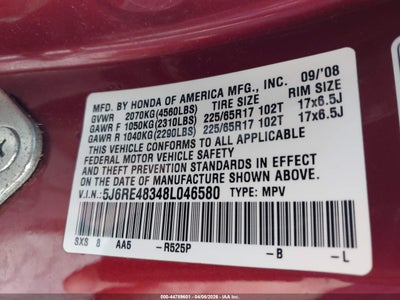 MFD. BY HONDA OF AMERICA MFG., INC. 09/'08
GVWR 2070KG(4560LBS) TIRE SIZE RIM SIZE
GAWR F 1050KG(2310LBS) 225/65R17 102T 17x6.5J
GAWR R 1040KG(2290LBS) 225/65R17 102T 17x6.5J
THIS VEHICLE CONFORMS TO ALL APPLICABLE
FEDERAL MOTOR VEHICLE SAFETY
AND THEFT PREVENTION STANDARDS IN EFFECT ON
THE DATE OF MANUFACTURE SHOWN ABOVE.
V.I.N.: 5J6RE48348L046580 TYPE: MPV
SXS 8 AA5 -R525P -B -L
000-44789601 - 04/06/2026 - IAA Inc.